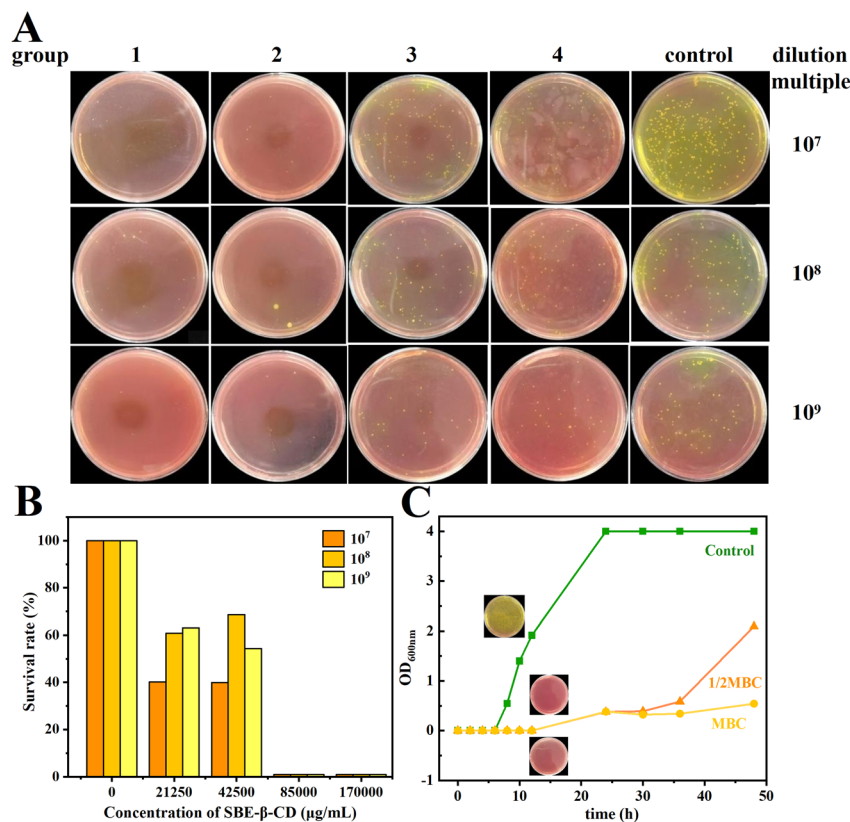 A
group 1 2 3 4 control dilution
multiple
10⁷
10⁸
10⁹
B
Survival rate (%)
100
80
60
40
20
0
10⁷
10⁸
10⁹
0 21250 42500 85000 170000
Concentration of SBE-β-CD (μg/mL)
C
OD₆₀₀ₙₘ
4
3
2
1
0
-1
Control
1/2MBC
MBC
0 10 20 30 40 50
time (h)